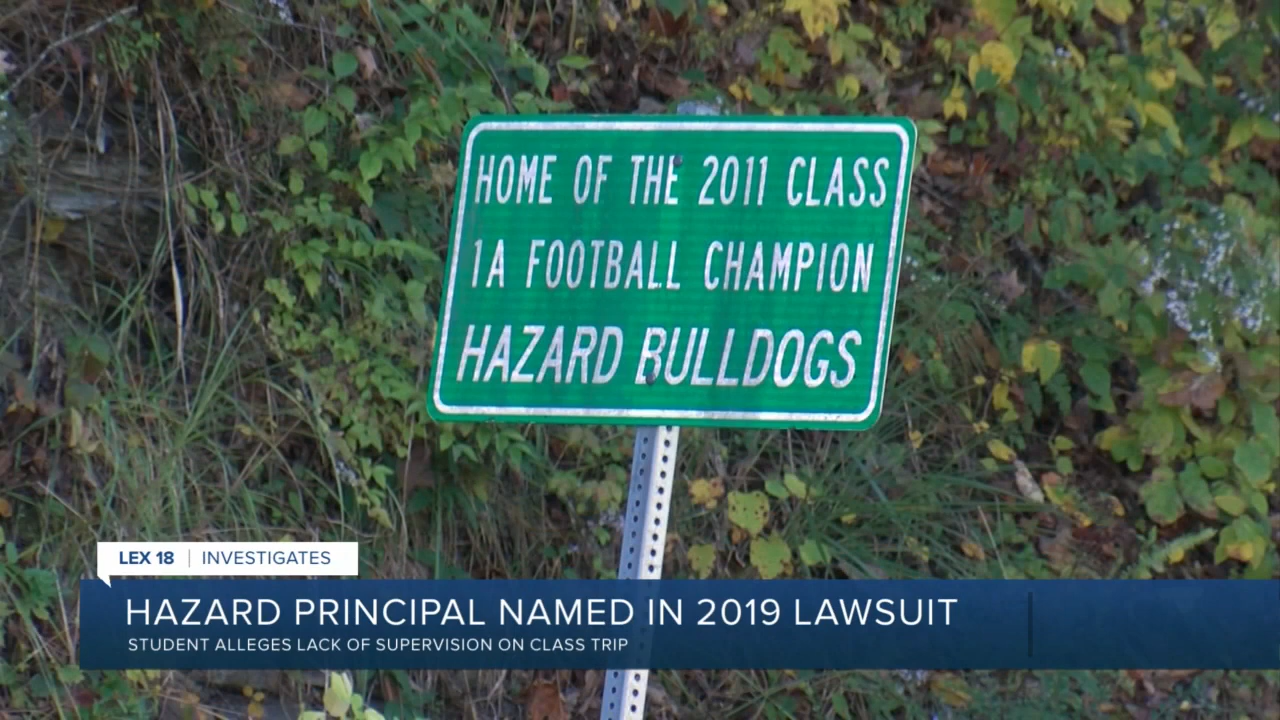 HOME OF THE 2011 CLASS
1A FOOTBALL CHAMPION
HAZARD BULLDOGS
LEX 18 | INVESTIGATES
HAZARD PRINCIPAL NAMED IN 2019 LAWSUIT
STUDENT ALLEGES LACK OF SUPERVISION ON CLASS TRIP